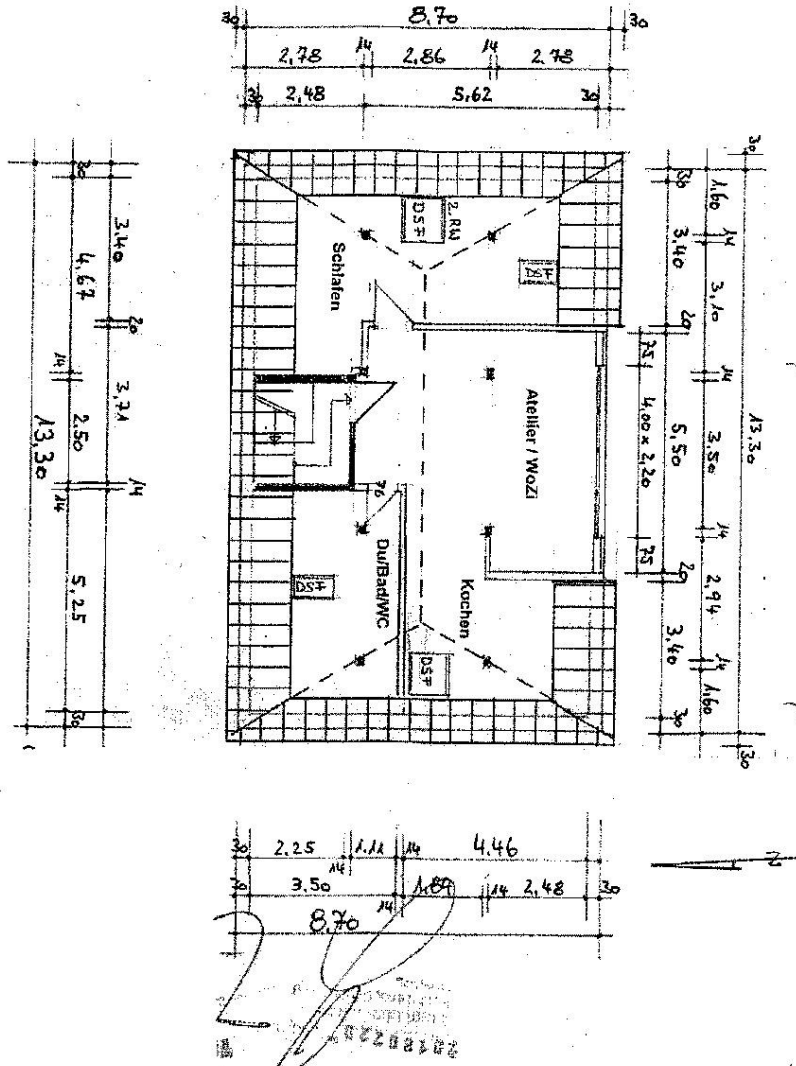 30 8.70 30
2,78 14 2,86 14 2.78
30 2,48 5,62 30
30 4,67 14 2.50 14 5,25 30
3.40 20 3,71 14
13,30
30 3,40 20 5,50 20 3,40 30
1,60 14 3,10 14 3,50 14 2,94 14 1,60
75 4,00 x 2,20 75
30 13,30 30
2.RW
DSF
DSF
Schlafen
Atelier / WoZi
76
DSF
Du/Bad/WC
Kochen
DSF
30 2.25 14 1.11 14 4.46
30 3.50 14 1.89 14 2,48 30
8.70
N